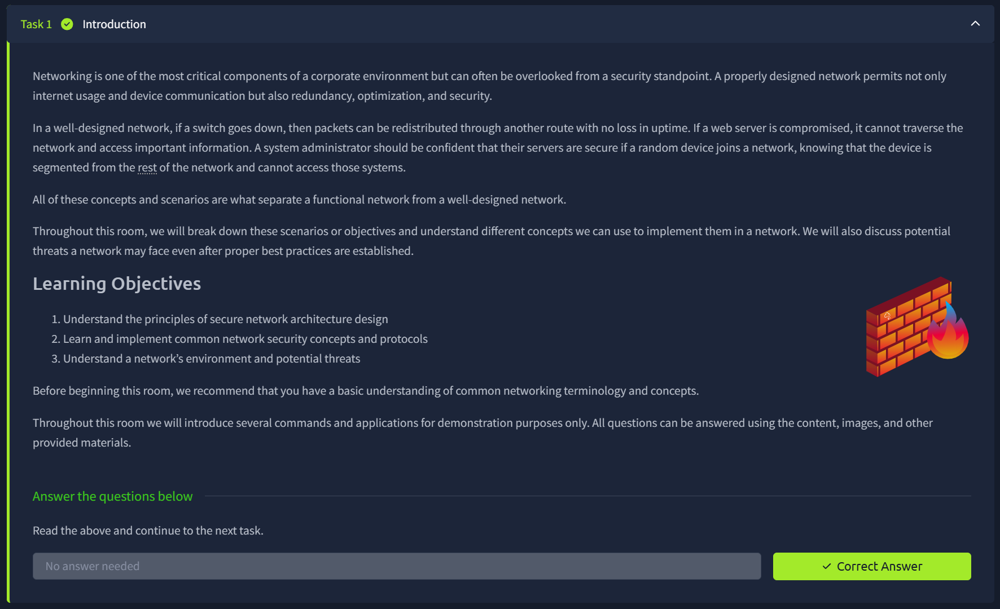 Task 1 Introduction
Networking is one of the most critical components of a corporate environment but can often be overlooked from a security standpoint. A properly designed network permits not only
internet usage and device communication but also redundancy, optimization, and security.
In a well-designed network, if a switch goes down, then packets can be redistributed through another route with no loss in uptime. If a web server is compromised, it cannot traverse the
network and access important information. A system administrator should be confident that their servers are secure if a random device joins a network, knowing that the device is
segmented from the rest of the network and cannot access those systems.
All of these concepts and scenarios are what separate a functional network from a well-designed network.
Throughout this room, we will break down these scenarios or objectives and understand different concepts we can use to implement them in a network. We will also discuss potential
threats a network may face even after proper best practices are established.
Learning Objectives
1. Understand the principles of secure network architecture design
2. Learn and implement common network security concepts and protocols
3. Understand a network’s environment and potential threats
Before beginning this room, we recommend that you have a basic understanding of common networking terminology and concepts.
Throughout this room we will introduce several commands and applications for demonstration purposes only. All questions can be answered using the content, images, and other
provided materials.
Answer the questions below
Read the above and continue to the next task.
No answer needed
Correct Answer